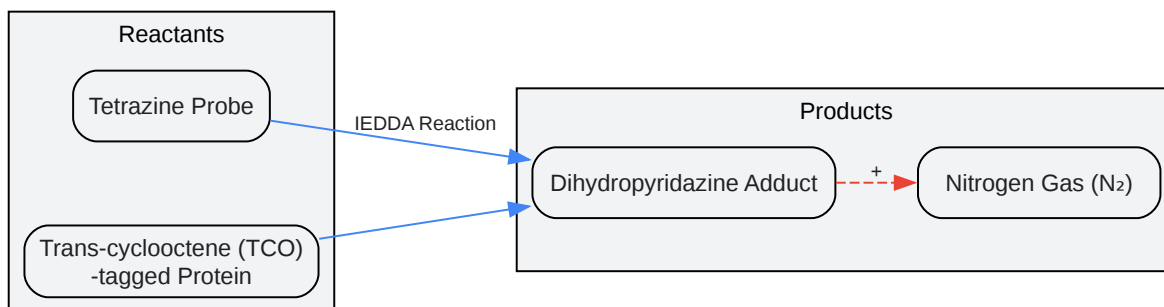 Reactants
Tetrazine Probe
Trans-cyclooctene (TCO)
-tagged Protein
IEDDA Reaction
Products
Dihydropyridazine Adduct
+
Nitrogen Gas (N₂)